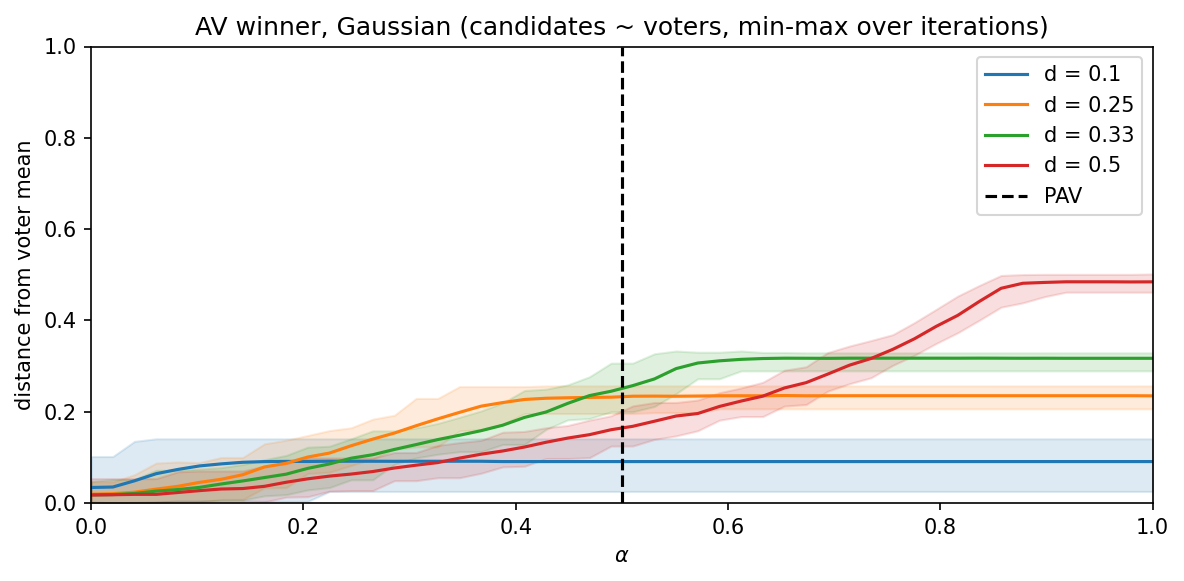 AV winner, Gaussian (candidates ~ voters, min-max over iterations)
distance from voter mean
1.0
0.8
0.6
0.4
0.2
0.0
d = 0.1
d = 0.25
d = 0.33
d = 0.5
PAV
0.0 0.2 0.4 0.6 0.8 1.0
α